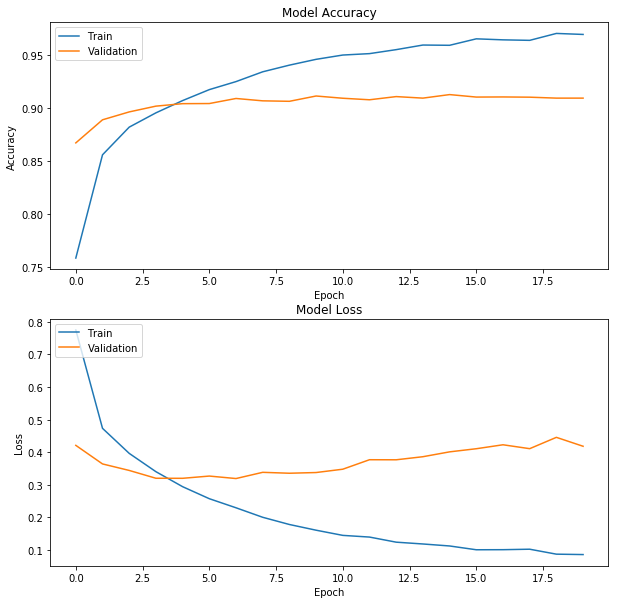 Model Accuracy
Train
Validation
0.95
0.90
0.85
0.80
0.75
Accuracy
0.0 2.5 5.0 7.5 10.0 12.5 15.0 17.5
Epoch
Model Loss
Train
Validation
0.8
0.7
0.6
0.5
0.4
0.3
0.2
0.1
Loss
0.0 2.5 5.0 7.5 10.0 12.5 15.0 17.5
Epoch